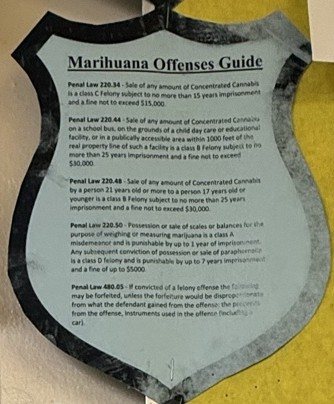 Marihuana Offenses Guide
Penal Law 220.34 - Sale of any amount of Concentrated Cannabis
is a class C Felony subject to no more than 15 years imprisonment
and a fine not to exceed $15,000.
Penal Law 220.44 - Sale of any amount of Concentrated Cannabis
on a school bus, on the grounds of a child day care or educational
facility, or in a publically accessible area within 1000 feet of the
real property line of such a facility is a class B Felony subject to no
more than 25 years imprisonment and a fine not to exceed
$30,000.
Penal Law 220.48 - Sale of any amount of Concentrated Cannabis
by a person 21 years old or more to a person 17 years old or
younger is a class B Felony subject to no more than 25 years
imprisonment and a fine not to exceed $30,000.
Penal Law 220.50 - Possession or sale of scales or balances for the
purpose of weighing or measuring marijuana is a class A
misdemeanor and is punishable by up to 1 year of imprisonment.
Any subsequent conviction of possession or sale of paraphernalia
is a class D felony and is punishable by up to 7 years imprisonment
and a fine of up to $5000.
Penal Law 480.05 - If convicted of a felony offense the following
may be forfeited, unless the forfeiture would be disproportionate
from what the defendant gained from the offense: the proceeds
from the offense, instruments used in the offense (including a
car).